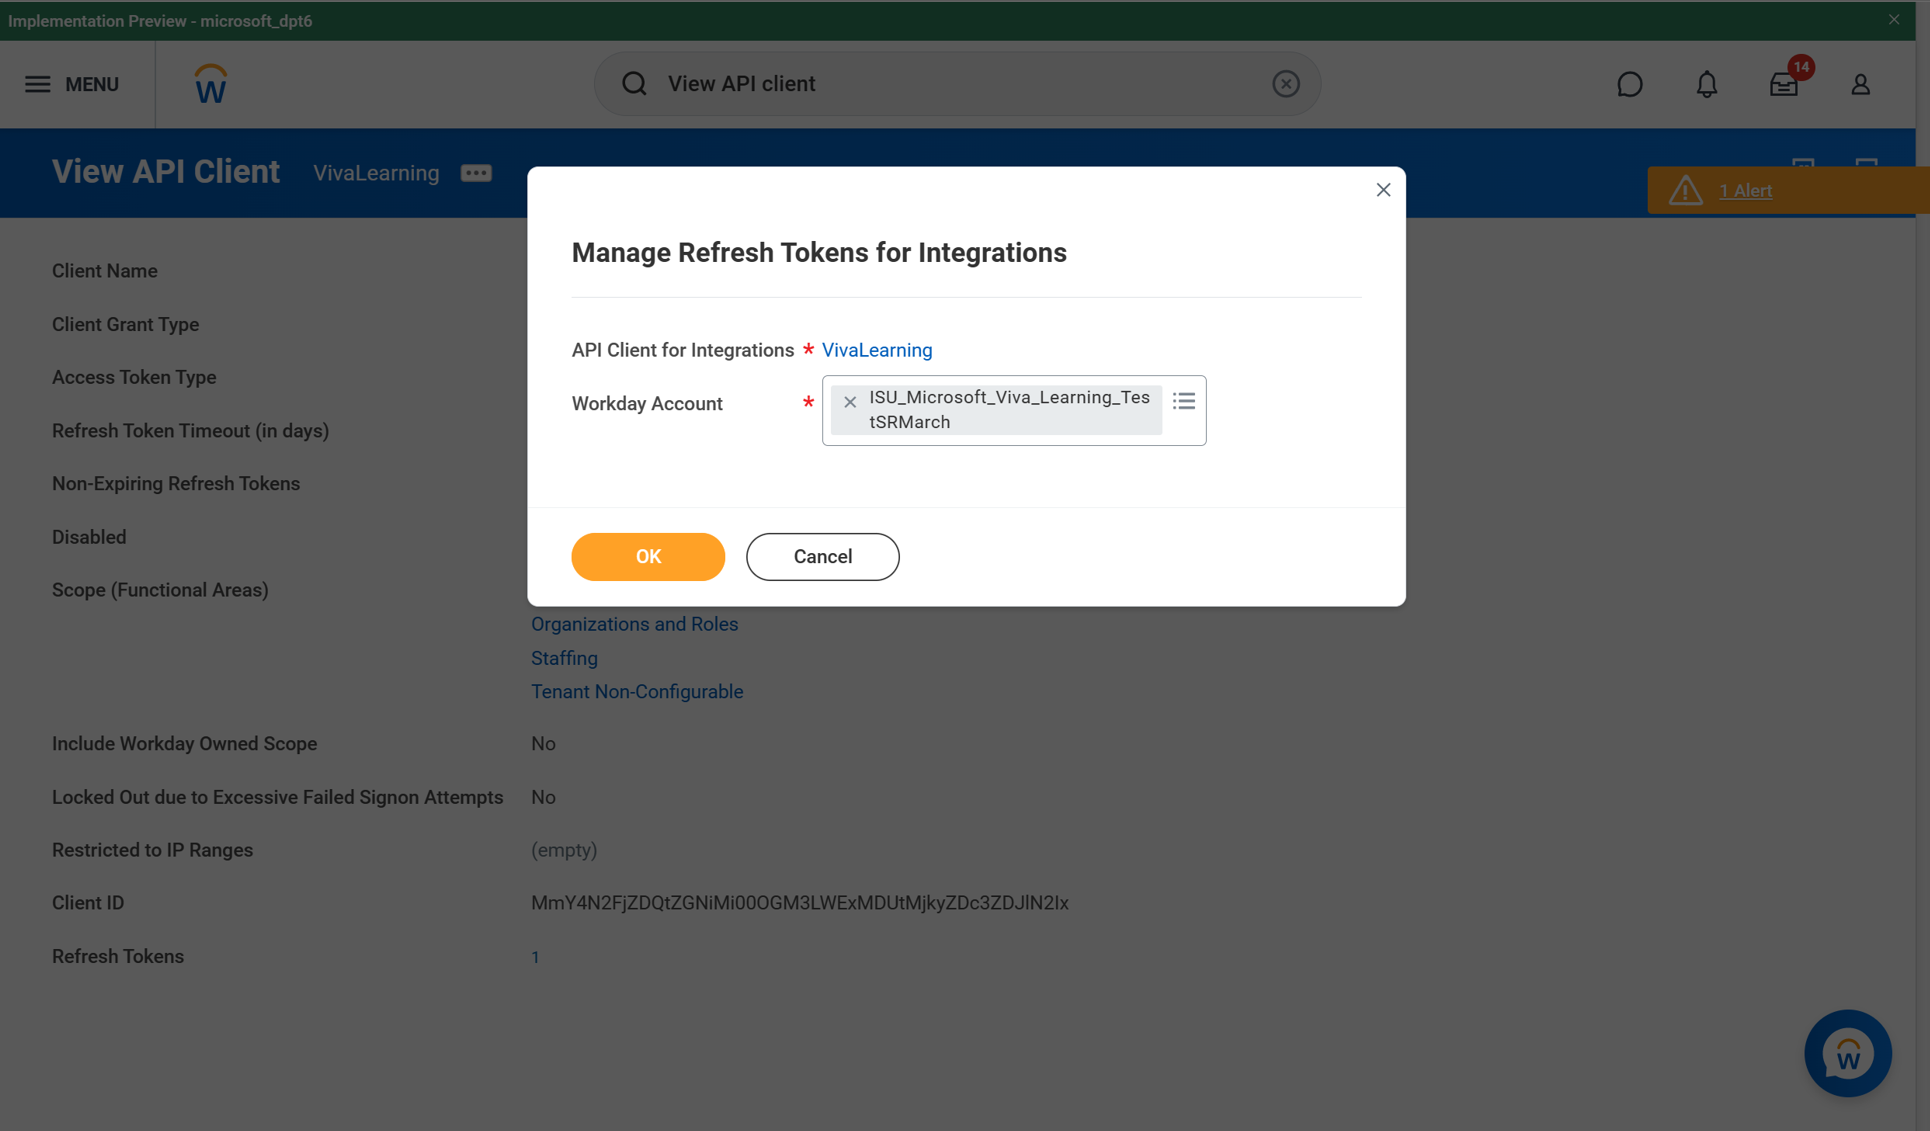 Implementation Preview - microsoft_dpt6
MENU
View API client
14
View API Client
VivaLearning
1 Alert
Manage Refresh Tokens for Integrations
API Client for Integrations * VivaLearning
Workday Account * ISU_Microsoft_Viva_Learning_Tes
tSRMarch
OK
Cancel
Client Name
Client Grant Type
Access Token Type
Refresh Token Timeout (in days)
Non-Expiring Refresh Tokens
Disabled
Scope (Functional Areas)
Organizations and Roles
Staffing
Tenant Non-Configurable
Include Workday Owned Scope No
Locked Out due to Excessive Failed Signon Attempts No
Restricted to IP Ranges (empty)
Client ID MmY4N2FjZDQtZGNiMi00OGM3LWExMDUtMjkyZDc3ZDJlN2Ix
Refresh Tokens 1